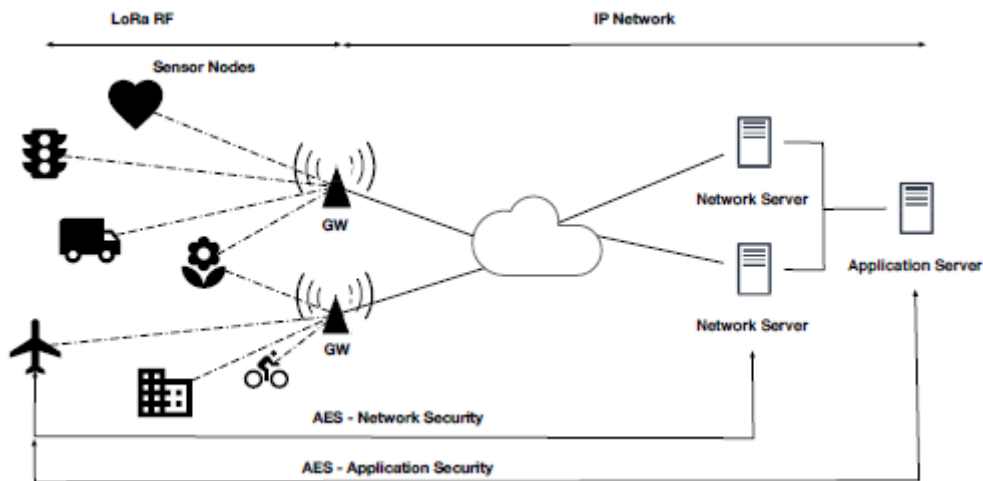 LoRa RF
IP Network
Sensor Nodes
GW
Network Server
Application Server
GW
Network Server
AES - Network Security
AES - Application Security